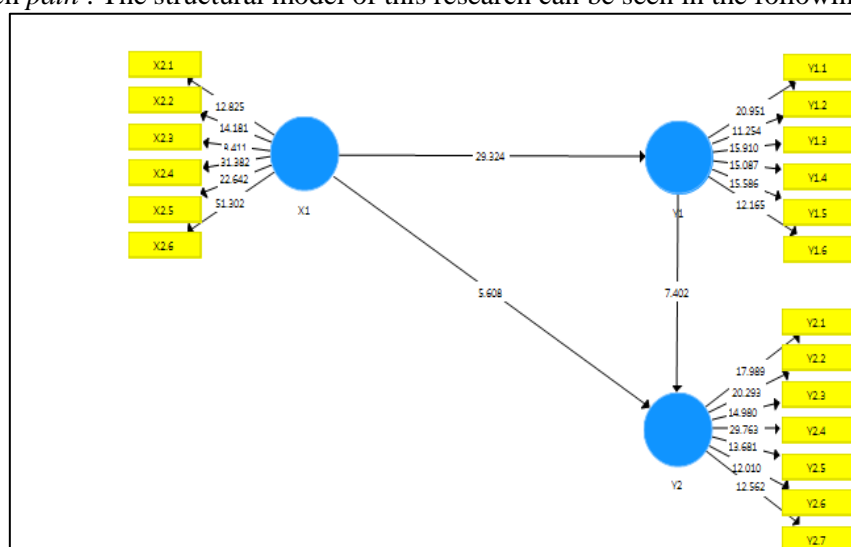 path . The structural model of this research can be seen in the
X2.1
X2.2
X2.3
X2.4
X2.5
X2.6
12.825
14.181
9.411
31.382
22.642
51.302
X1
29.324
5.608
7.402
Y1
20.951
11.254
15.910
15.087
15.586
12.165
Y1.1
Y1.2
Y1.3
Y1.4
Y1.5
Y1.6
Y2
17.989
20.293
14.980
29.763
13.681
12.010
12.562
Y2.1
Y2.2
Y2.3
Y2.4
Y2.5
Y2.6
Y2.7